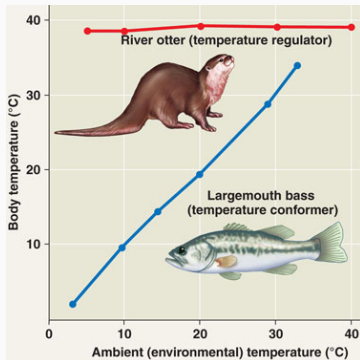 40
River otter (temperature regulator)
30
20
10
Body temperature (°C)
Largemouth bass
(temperature conformer)
0 10 20 30 40
Ambient (environmental) temperature (°C)